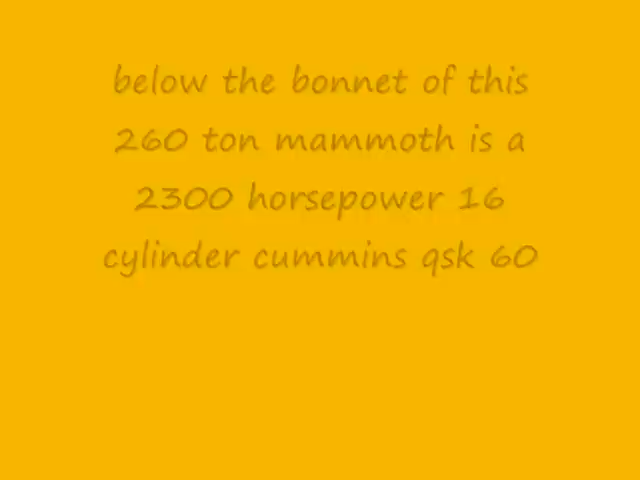 below the bonnet of this
260 ton mammoth is a
2300 horsepower 16
cylinder cummins qsk 60